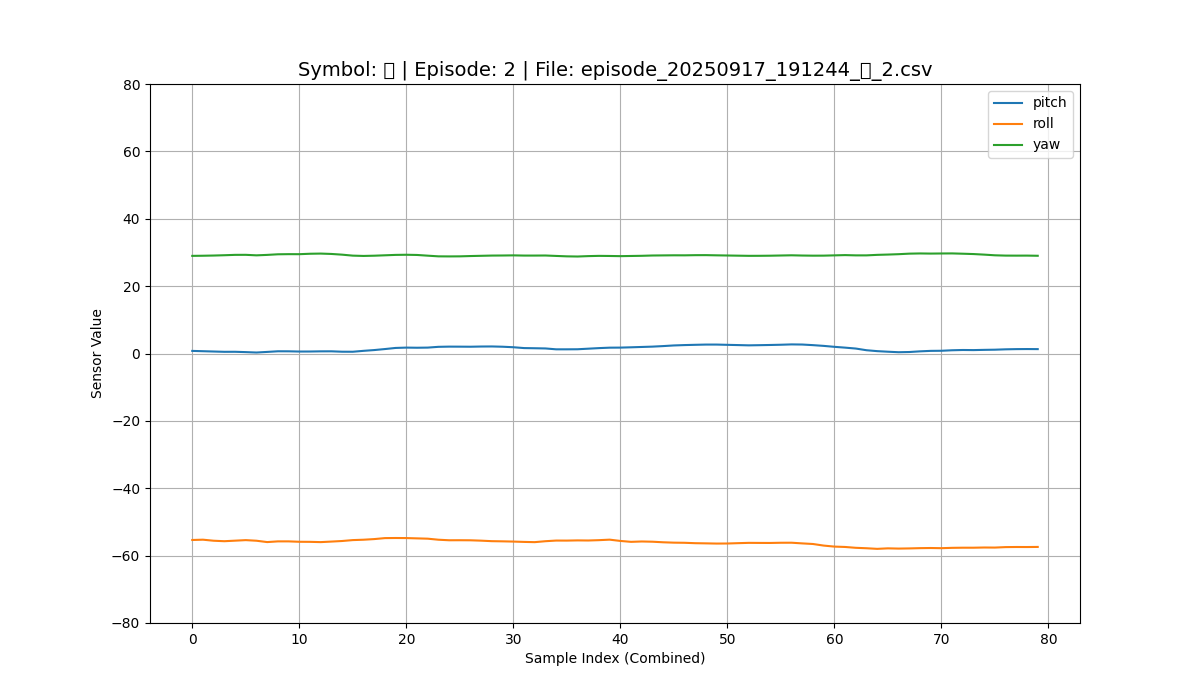 Symbol: | Episode: 2 | File: episode_20250917_191244_ _2.csv
pitch
roll
yaw
80
60
40
20
0
−20
−40
−60
−80
Sensor Value
0 10 20 30 40 50 60 70 80
Sample Index (Combined)